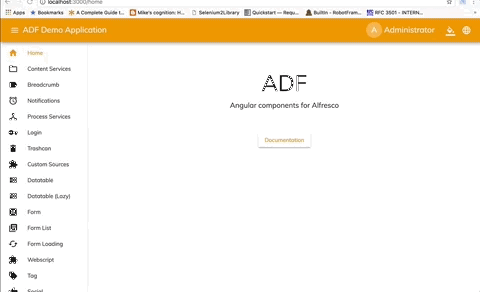 localhost:3000/home
Apps
Bookmarks
A Complete Guide t...
Mike's cognition: H...
Selenium2Library
Quickstart — Requ...
BuiltIn - RobotFram...
RFC 3501 - INTERN...
ADF Demo Application
A
Administrator
Home
Content Services
Breadcrumb
Notifications
Process Services
Login
Trashcan
Custom Sources
Datatable
Datatable (Lazy)
Form
Form List
Form Loading
Webscript
Tag
Social
ADF
Angular components for Alfresco
Documentation